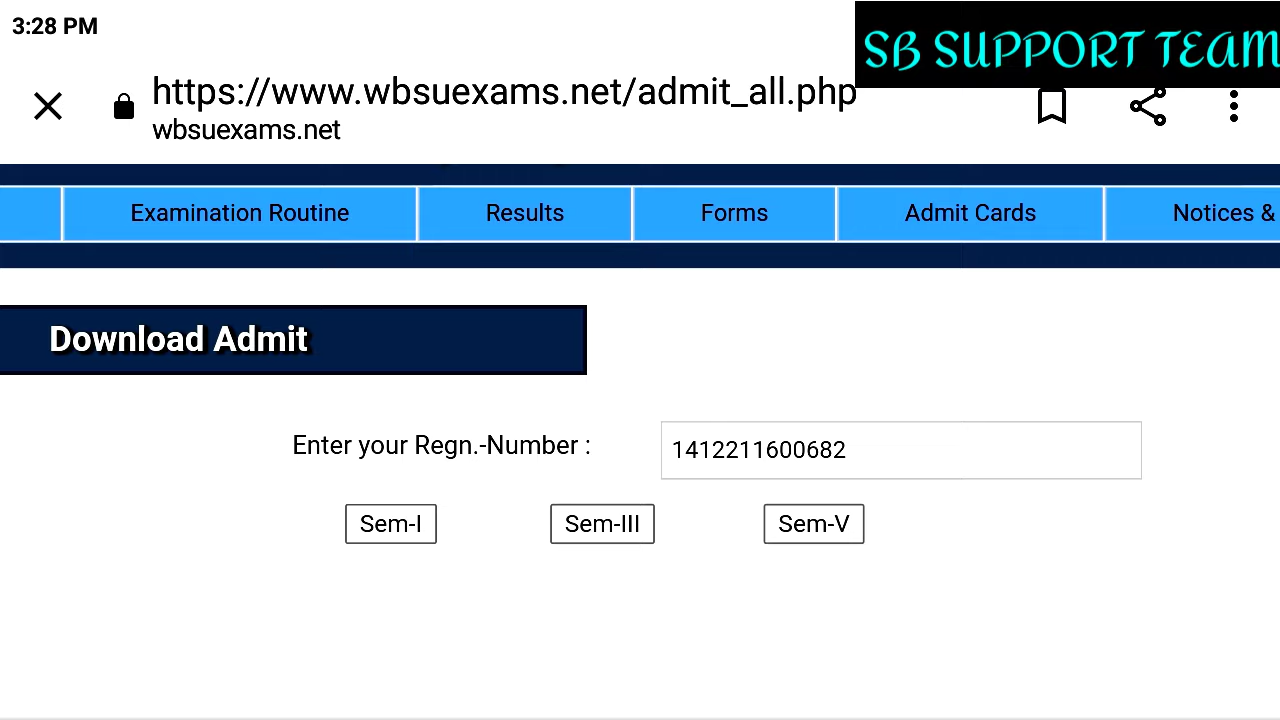 3:28 PM
SB SUPPORT TEAM
https://www.wbsuexams.net/admit_all.php
wbsuexams.net
Examination Routine Results Forms Admit Cards Notices &
Download Admit
Enter your Regn.-Number : 1412211600682
Sem-I Sem-III Sem-V